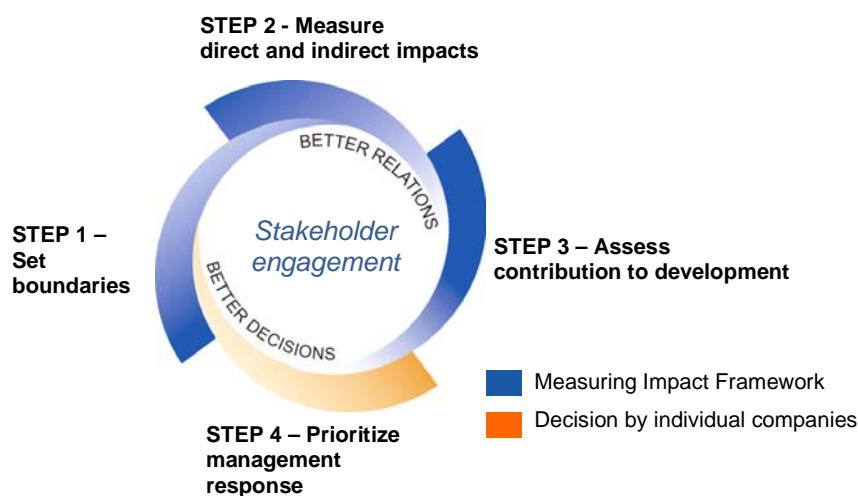 STEP 2 - Measure
direct and indirect impacts
BETTER RELATIONS
STEP 1 –
Set
boundaries
Stakeholder
engagement
STEP 3 – Assess
contribution to development
BETTER DECISIONS
Measuring Impact Framework
Decision by individual companies
STEP 4 – Prioritize
management
response